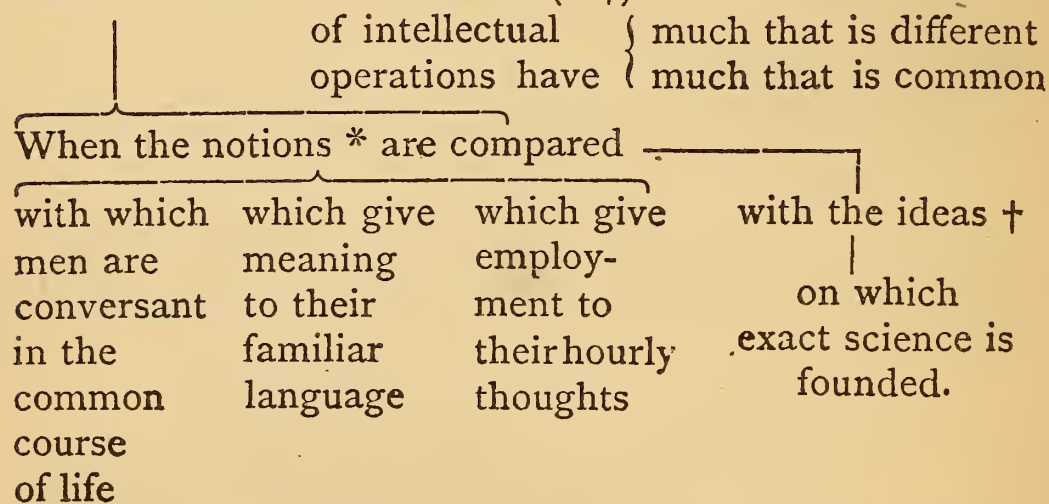 of intellectual { much that is different
operations have { much that is common
When the notions * are compared
with which
men are
conversant
in the
common
course
of life
which give
meaning
to their
familiar
language
which give
employ-
ment to
their hourly
thoughts
with the ideas †
on which
exact science is
founded.